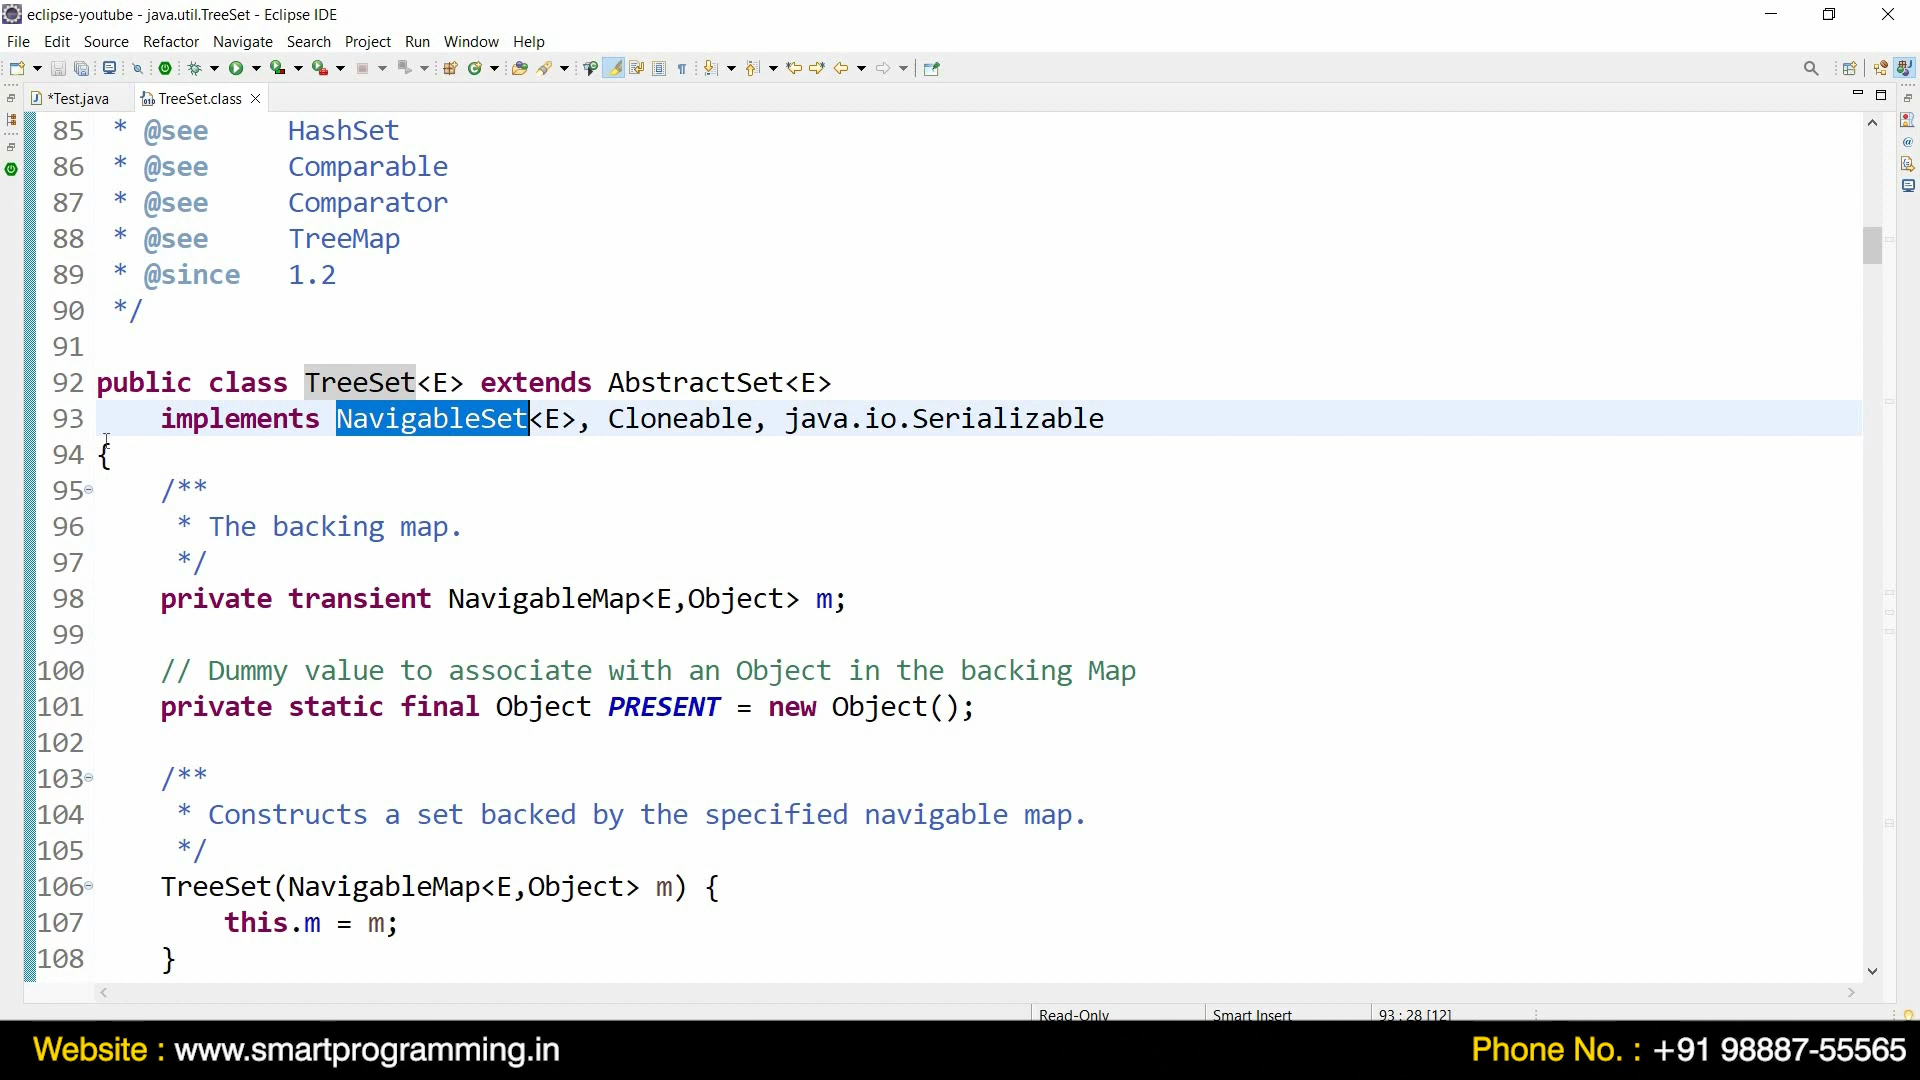 eclipse-youtube - java.util.TreeSet - Eclipse IDE
File Edit Source Refactor Navigate Search Project Run Window Help
*Test.java TreeSet.class
85 * @see HashSet
86 * @see Comparable
87 * @see Comparator
88 * @see TreeMap
89 * @since 1.2
90 */
91
92 public class TreeSet<E> extends AbstractSet<E>
93 implements NavigableSet<E>, Cloneable, java.io.Serializable
94 {
95 /**
96 * The backing map.
97 */
98 private transient NavigableMap<E,Object> m;
99
100 // Dummy value to associate with an Object in the backing Map
101 private static final Object PRESENT = new Object();
102
103 /**
104 * Constructs a set backed by the specified navigable map.
105 */
106 TreeSet(NavigableMap<E,Object> m) {
107 this.m = m;
108 }
Read-Only Smart Insert 93 : 28 [12]
Website : www.smartprogramming.in Phone No. : +91 98887-55565